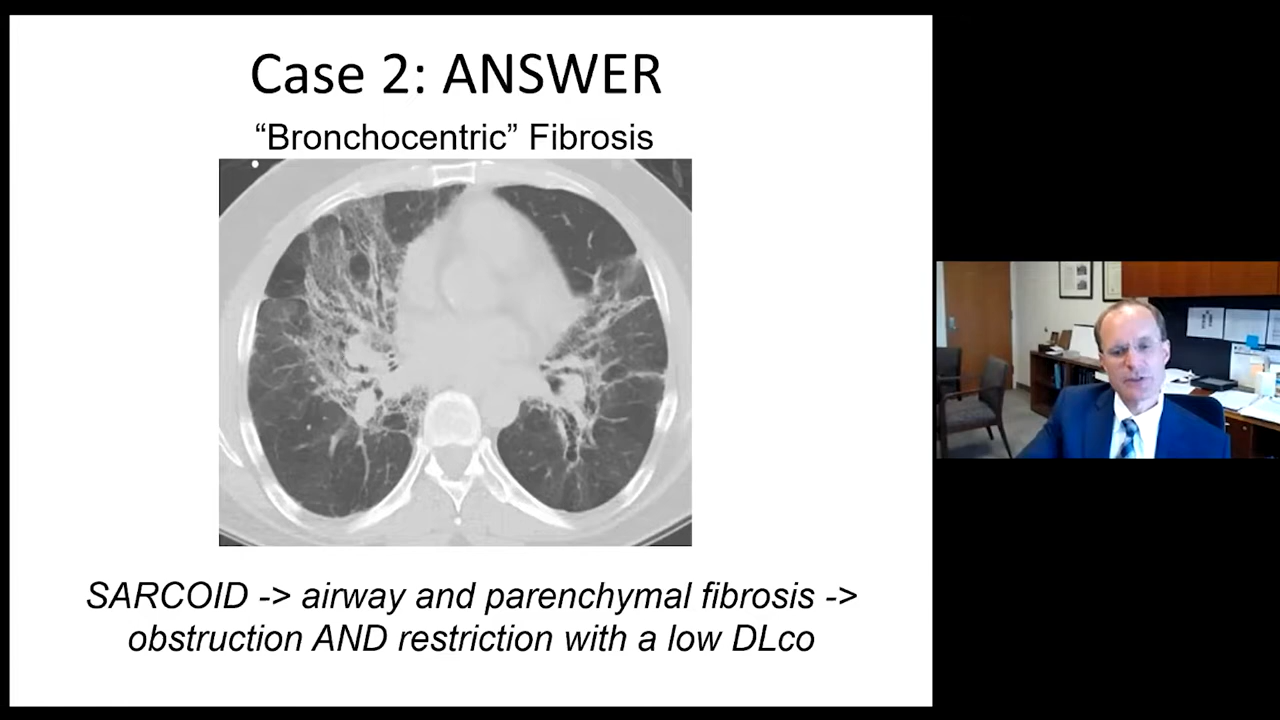 Case 2: ANSWER
“Bronchocentric” Fibrosis
SARCOID -> airway and parenchymal fibrosis ->
obstruction AND restriction with a low DLco